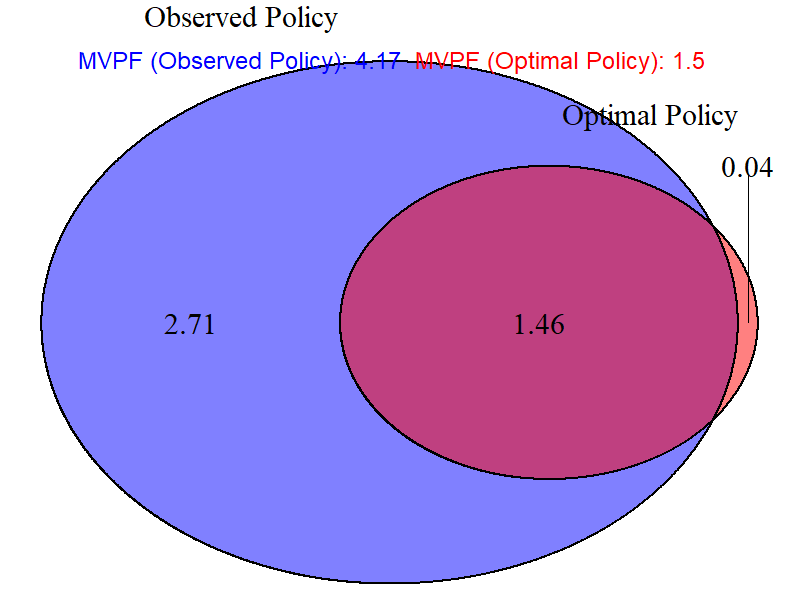 Observed Policy
MVPF (Observed Policy): 4.17 MVPF (Optimal Policy): 1.5
Optimal Policy
0.04
2.71
1.46